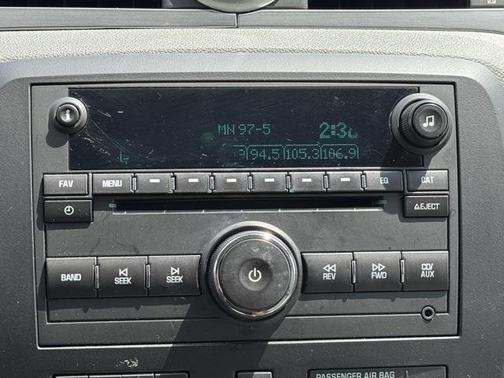 MN 97-5 2:3
94.5 105.3 106.9
FAV MENU EQ CAT
EJECT
BAND SEEK SEEK REV FWD CD/
AUX
PASSENGER AIR BAG